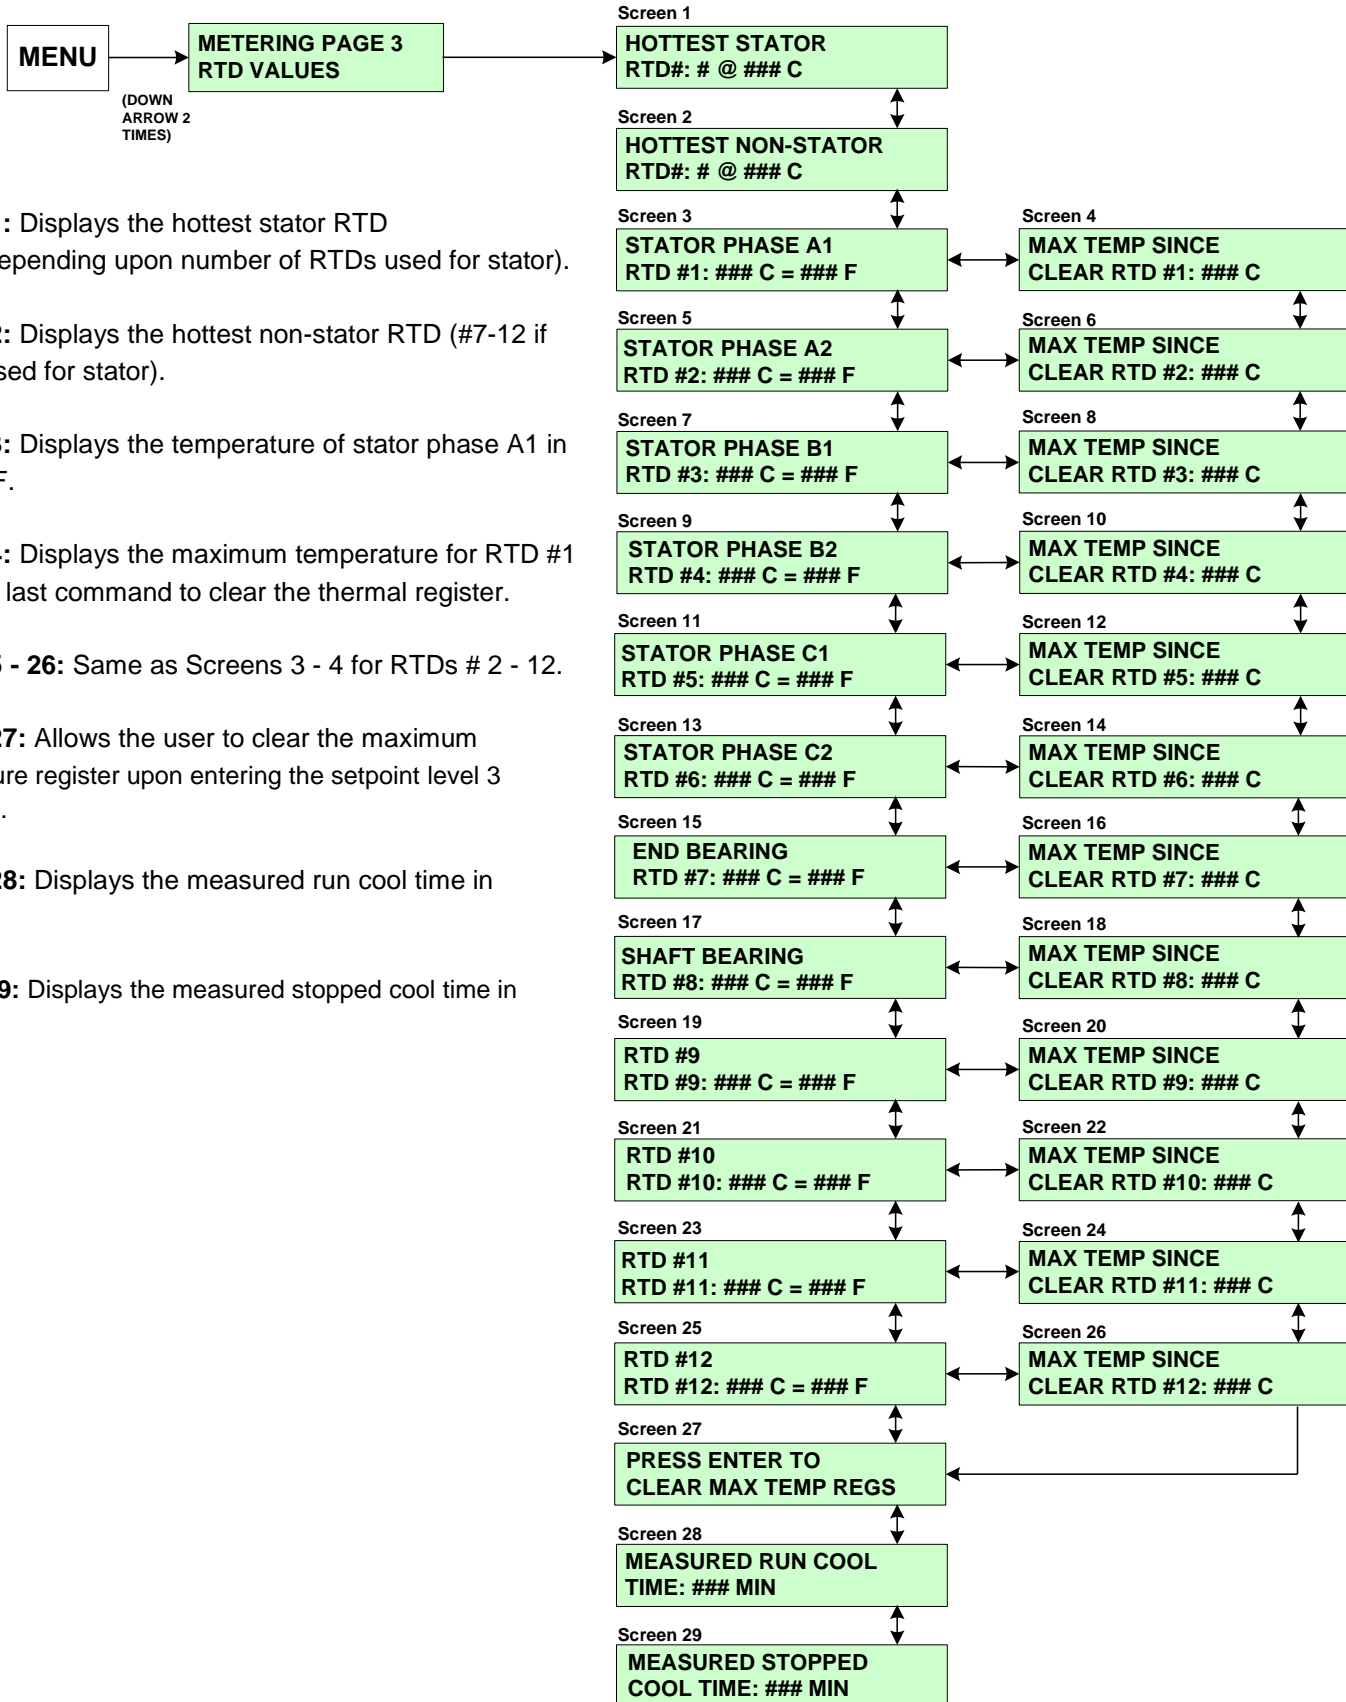 MENU
(DOWN
ARROW 2
TIMES)
METERING PAGE 3
RTD VALUES
: Displays the hottest stator RTD
epending upon number of RTDs used for stator).
: Displays the hottest non-stator RTD (#7-12 if
sed for stator).
: Displays the temperature of stator phase A1 in
F.
: Displays the maximum temperature for RTD #1
last command to clear the thermal register.
- 26: Same as Screens 3 - 4 for RTDs # 2 - 12.
27: Allows the user to clear the maximum
ure register upon entering the setpoint level 3
.
28: Displays the measured run cool time in
9: Displays the measured stopped cool time in
Screen 1
HOTTEST STATOR
RTD#: # @ ### C
Screen 2
HOTTEST NON-STATOR
RTD#: # @ ### C
Screen 3
STATOR PHASE A1
RTD #1: ### C = ### F
Screen 4
MAX TEMP SINCE
CLEAR RTD #1: ### C
Screen 5
STATOR PHASE A2
RTD #2: ### C = ### F
Screen 6
MAX TEMP SINCE
CLEAR RTD #2: ### C
Screen 7
STATOR PHASE B1
RTD #3: ### C = ### F
Screen 8
MAX TEMP SINCE
CLEAR RTD #3: ### C
Screen 9
STATOR PHASE B2
RTD #4: ### C = ### F
Screen 10
MAX TEMP SINCE
CLEAR RTD #4: ### C
Screen 11
STATOR PHASE C1
RTD #5: ### C = ### F
Screen 12
MAX TEMP SINCE
CLEAR RTD #5: ### C
Screen 13
STATOR PHASE C2
RTD #6: ### C = ### F
Screen 14
MAX TEMP SINCE
CLEAR RTD #6: ### C
Screen 15
END BEARING
RTD #7: ### C = ### F
Screen 16
MAX TEMP SINCE
CLEAR RTD #7: ### C
Screen 17
SHAFT BEARING
RTD #8: ### C = ### F
Screen 18
MAX TEMP SINCE
CLEAR RTD #8: ### C
Screen 19
RTD #9
RTD #9: ### C = ### F
Screen 20
MAX TEMP SINCE
CLEAR RTD #9: ### C
Screen 21
RTD #10
RTD #10: ### C = ### F
Screen 22
MAX TEMP SINCE
CLEAR RTD #10: ### C
Screen 23
RTD #11
RTD #11: ### C = ### F
Screen 24
MAX TEMP SINCE
CLEAR RTD #11: ### C
Screen 25
RTD #12
RTD #12: ### C = ### F
Screen 26
MAX TEMP SINCE
CLEAR RTD #12: ### C
Screen 27
PRESS ENTER TO
CLEAR MAX TEMP REGS
Screen 28
MEASURED RUN COOL
TIME: ### MIN
Screen 29
MEASURED STOPPED
COOL TIME: ### MIN